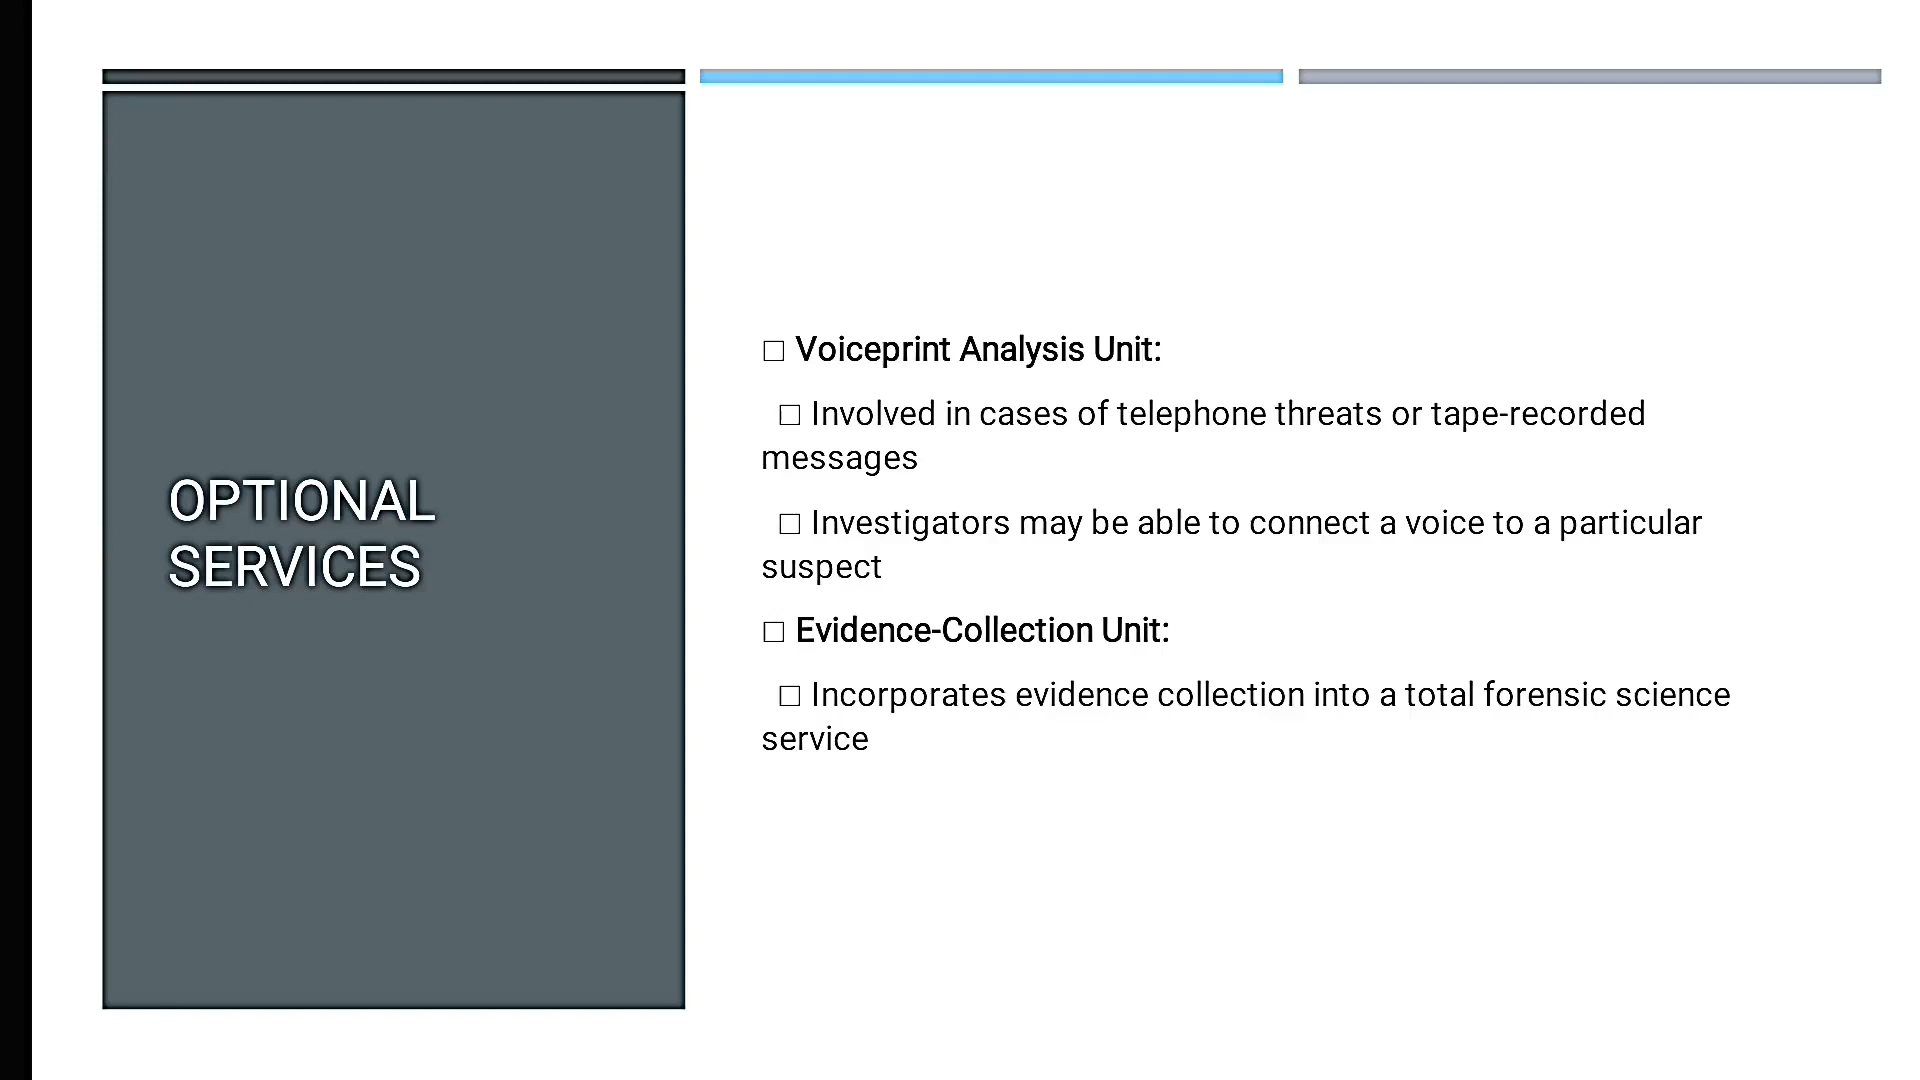 OPTIONAL
SERVICES
□ Voiceprint Analysis Unit:
□ Involved in cases of telephone threats or tape-recorded
messages
□ Investigators may be able to connect a voice to a particular
suspect
□ Evidence-Collection Unit:
□ Incorporates evidence collection into a total forensic science
service